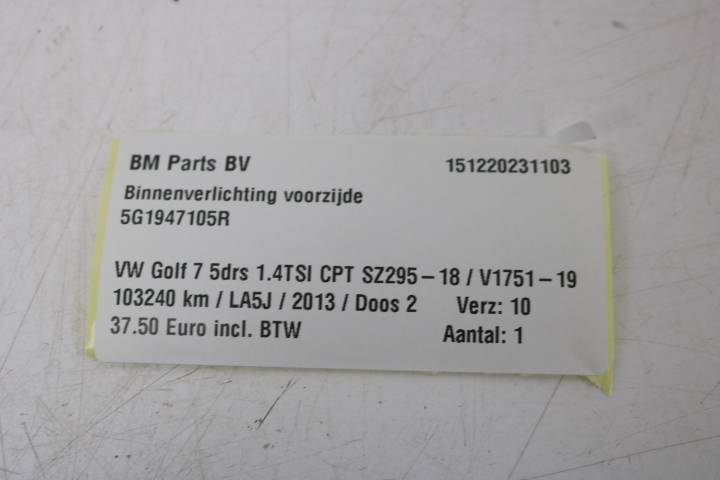 BM Parts BV 151220231103
Binnenverlichting voorzijde
5G1947105R
VW Golf 7 5drs 1.4TSI CPT SZ295-18 / V1751-19
103240 km / LA5J / 2013 / Doos 2 Verz: 10
37.50 Euro incl. BTW Aantal: 1